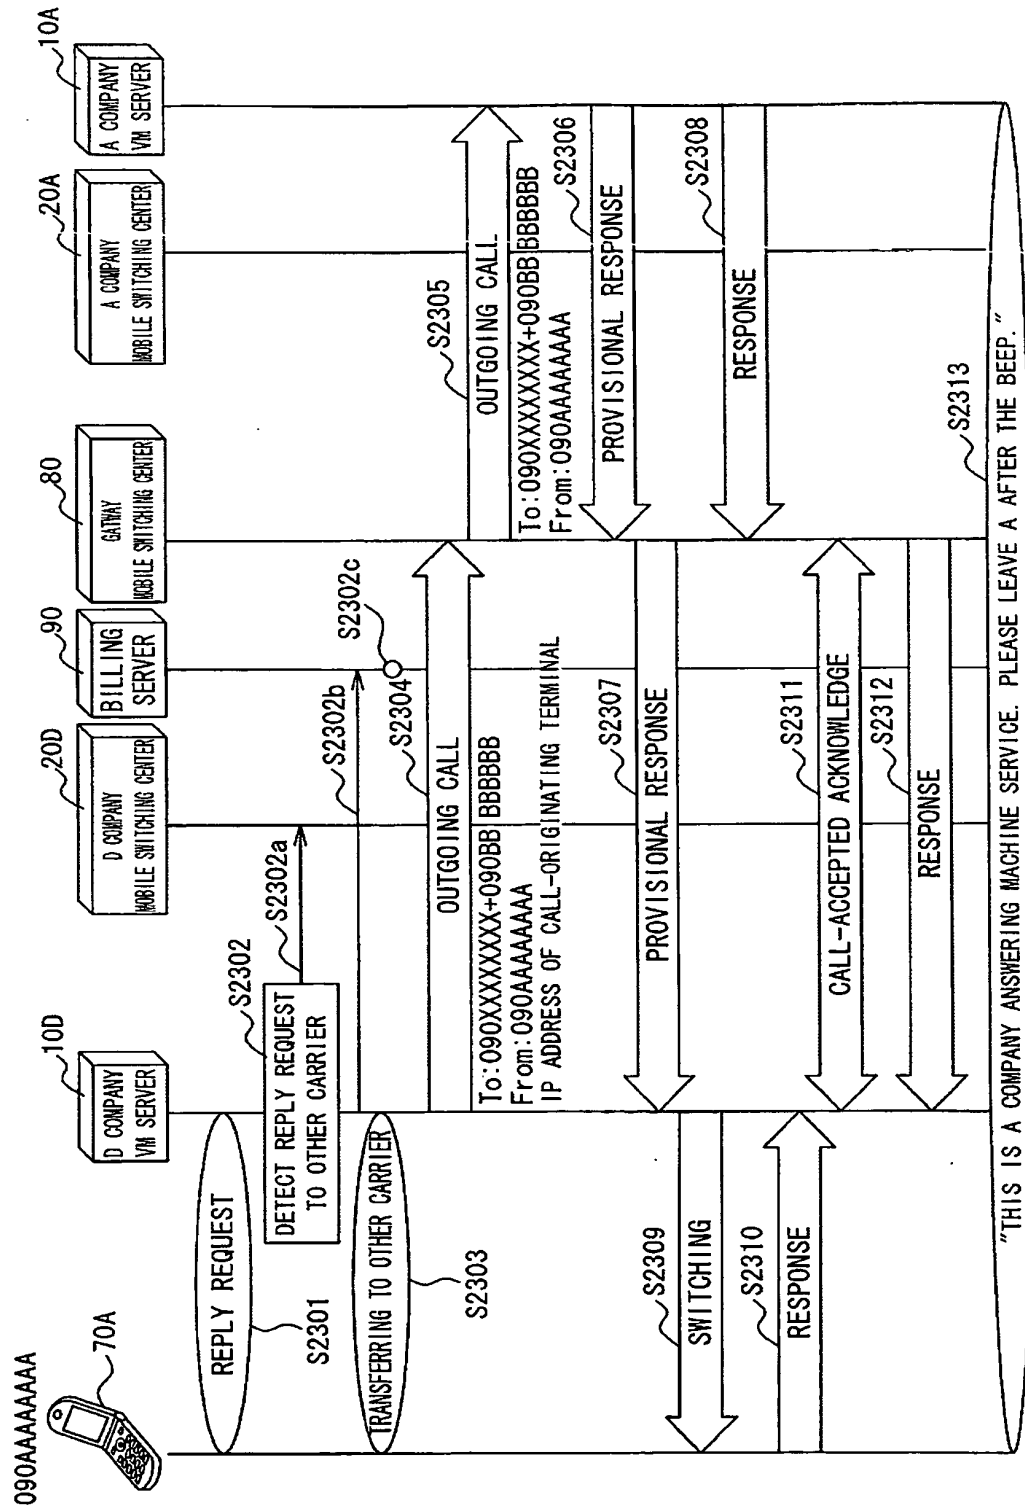 090AAAAAAAA
70A
D COMPANY
VM SERVER
10D
D COMPANY
MOBILE SWITCHING CENTER
20D
BILLING
SERVER
90
GATWAY
MOBILE SWITCHING CENTER
80
A COMPANY
MOBILE SWITCHING CENTER
20A
A COMPANY
VM SERVER
10A
REPLY REQUEST
S2301
DETECT REPLY REQUEST
TO OTHER CARRIER
S2302
S2302a
S2302b
S2302c
TRANSFERRING TO OTHER CARRIER
S2303
OUTGOING CALL
S2304
To:090XXXXXXXX+090BBBBBBBB
From:090AAAAAAAA
IP ADDRESS OF CALL-ORIGINATING TERMINAL
OUTGOING CALL
S2305
To:090XXXXXXXX+090BBBBBBBB
From:090AAAAAAAA
PROVISIONAL RESPONSE
S2306
PROVISIONAL RESPONSE
S2307
RESPONSE
S2308
SWITCHING
S2309
RESPONSE
S2310
CALL-ACCEPTED ACKNOWLEDGE
S2311
RESPONSE
S2312
S2313
"THIS IS A COMPANY ANSWERING MACHINE SERVICE. PLEASE LEAVE A AFTER THE BEEP."